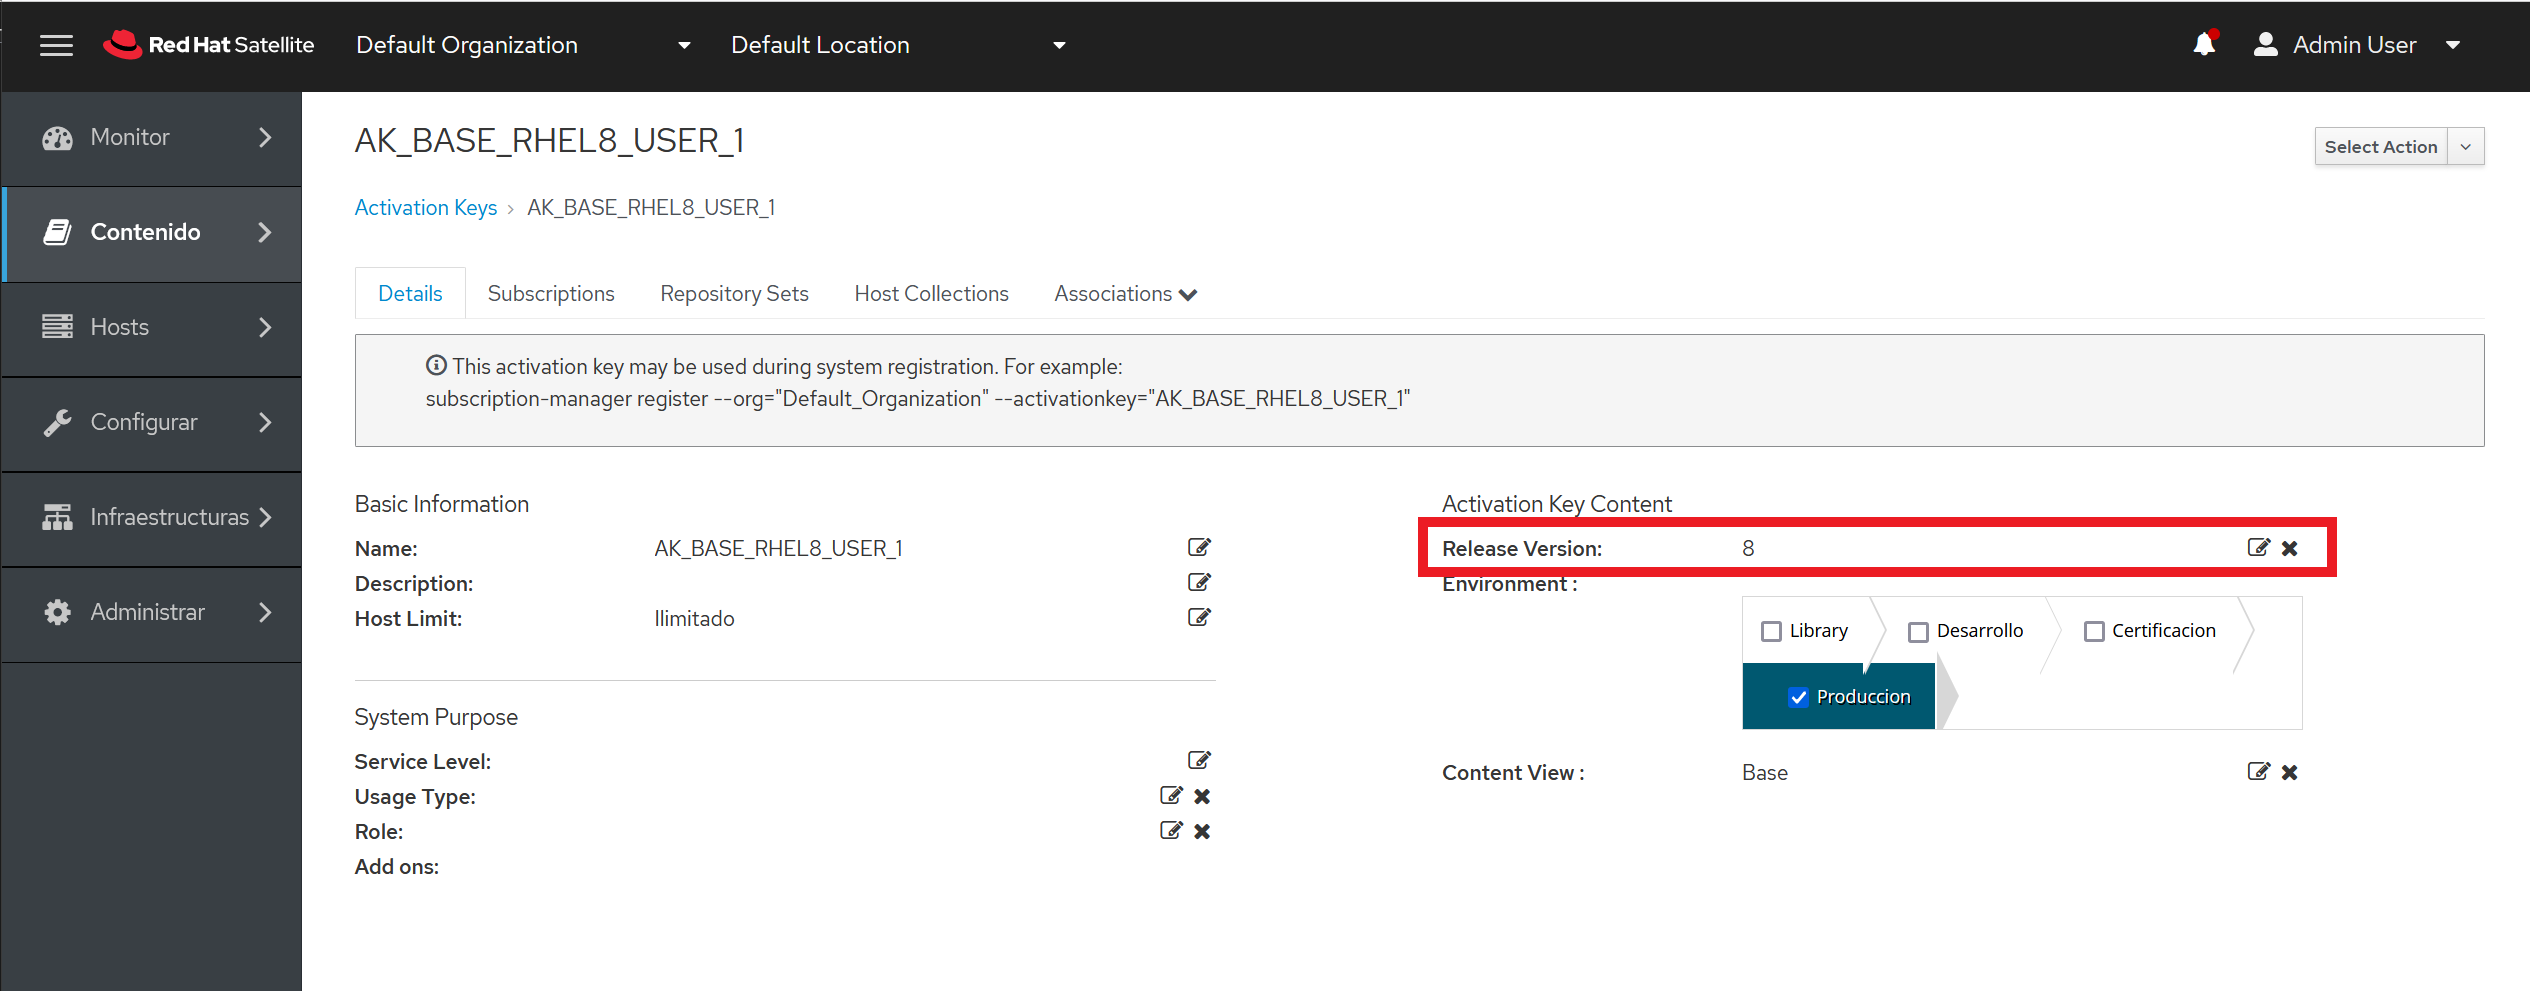 Red Hat Satellite Default Organization Default Location Admin User
Monitor
Contenido
Hosts
Configurar
Infraestructuras
Administrar
AK_BASE_RHEL8_USER_1
Select Action
Activation Keys › AK_BASE_RHEL8_USER_1
Details Subscriptions Repository Sets Host Collections Associations
This activation key may be used during system registration. For example:
subscription-manager register --org="Default_Organization" --activationkey="AK_BASE_RHEL8_USER_1"
Basic Information
Name: AK_BASE_RHEL8_USER_1
Description:
Host Limit: Ilimitado
System Purpose
Service Level:
Usage Type:
Role:
Add ons:
Activation Key Content
Release Version: 8
Environment :
Library Desarrollo Certificacion
Produccion
Content View : Base